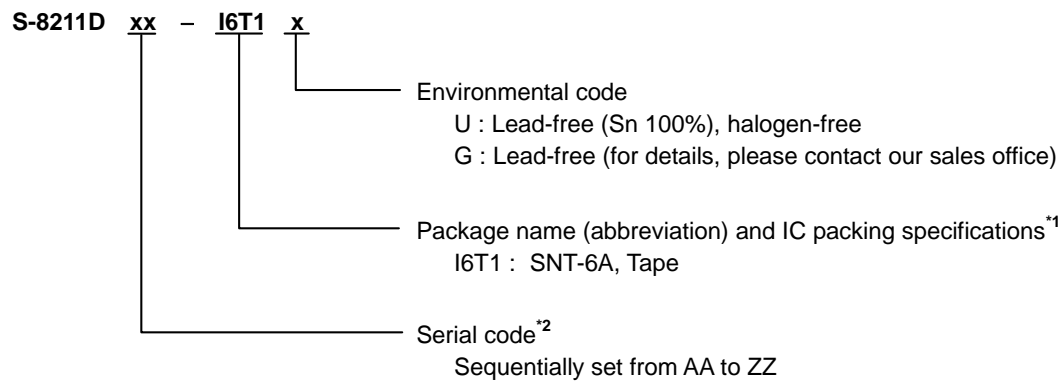 S-8211D xx – I6T1 x
Environmental code
U : Lead-free (Sn 100%), halogen-free
G : Lead-free (for details, please contact our sales office)
Package name (abbreviation) and IC packing specifications*1
I6T1 : SNT-6A, Tape
Serial code*2
Sequentially set from AA to ZZ